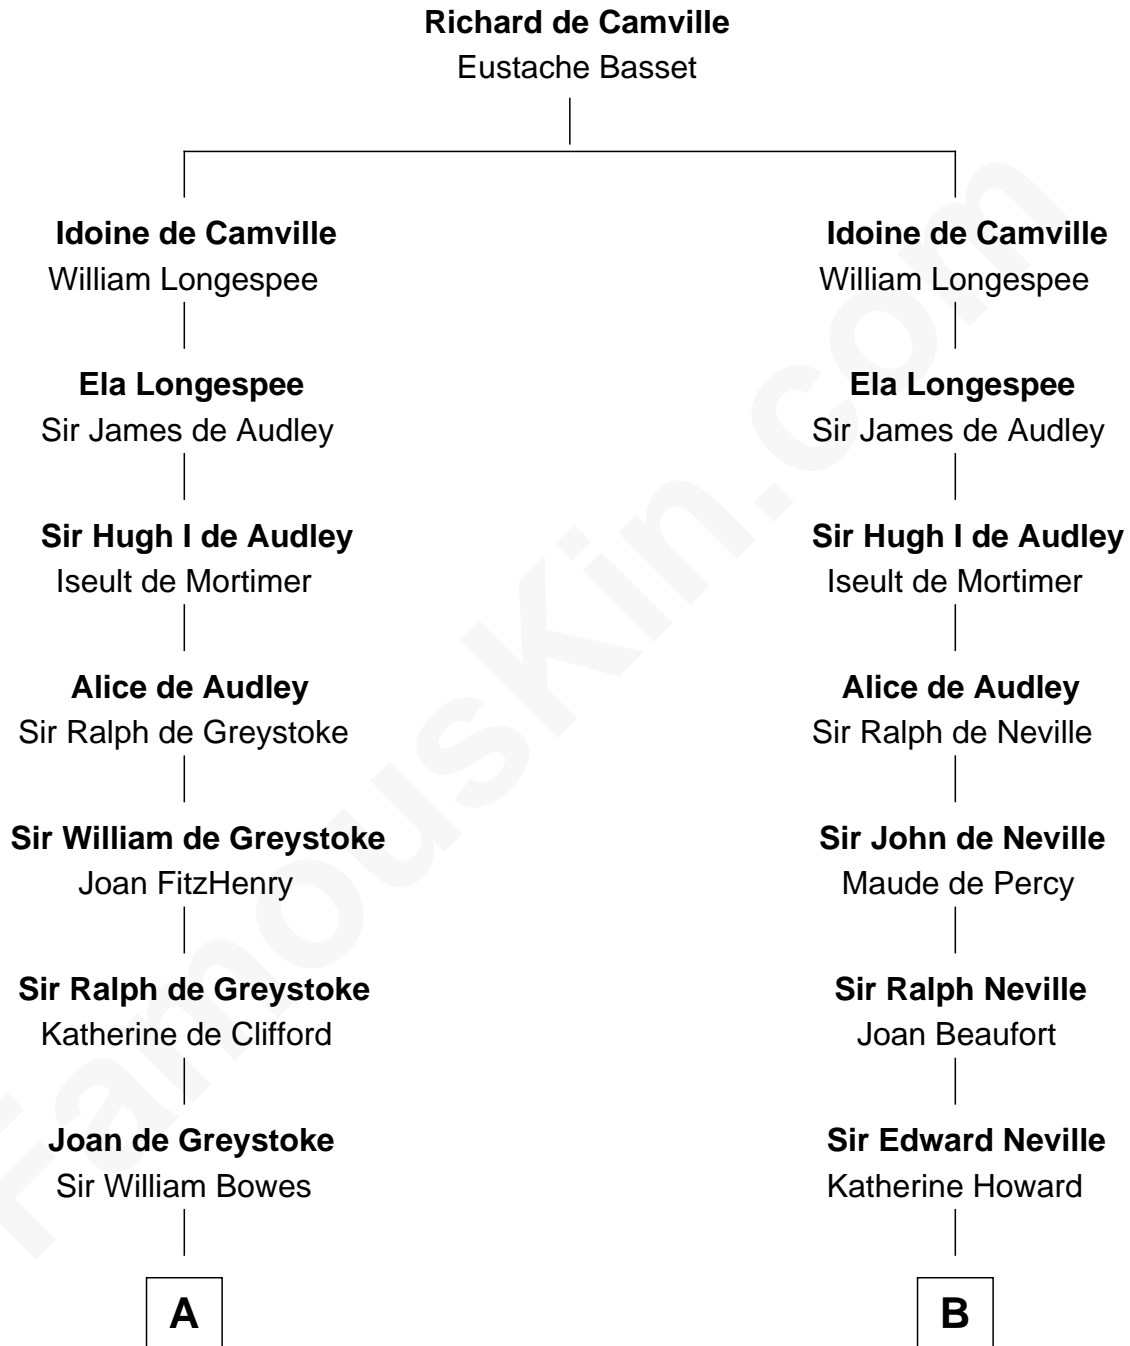 Richard de Camville
Eustache Basset
Idoine de Camville
William Longespee
Idoine de Camville
William Longespee
Ela Longespee
Sir James de Audley
Ela Longespee
Sir James de Audley
Sir Hugh I de Audley
Iseult de Mortimer
Sir Hugh I de Audley
Iseult de Mortimer
Alice de Audley
Sir Ralph de Greystoke
Alice de Audley
Sir Ralph de Neville
Sir William de Greystoke
Joan FitzHenry
Sir John de Neville
Maude de Percy
Sir Ralph de Greystoke
Katherine de Clifford
Sir Ralph Neville
Joan Beaufort
Joan de Greystoke
Sir William Bowes
Sir Edward Neville
Katherine Howard
A
B
FamousKin.com